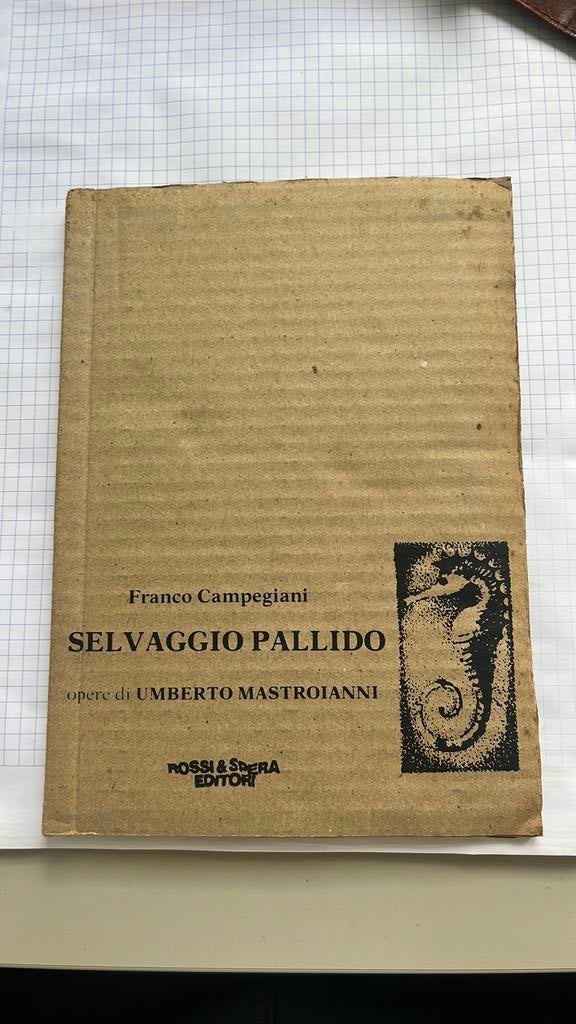 Franco Campegiani
SELVAGGIO PALLIDO
opere di UMBERTO MASTROIANNI
ROSSI & SPERA
EDITORI